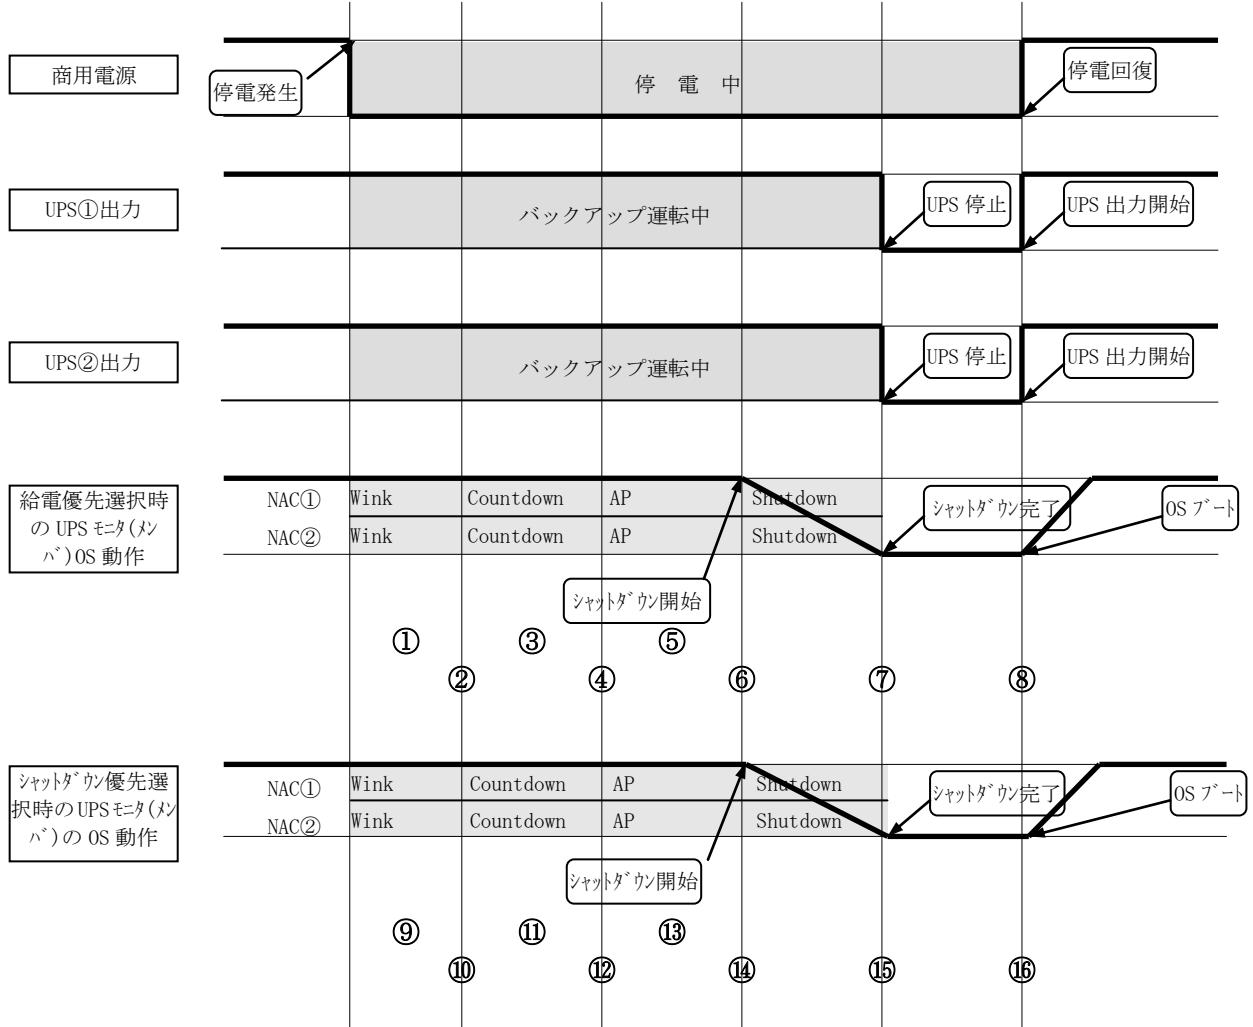 商用電源
停電発生
停 電 中
停電回復
UPS①出力
バックアップ運転中
UPS 停止
UPS 出力開始
UPS②出力
バックアップ運転中
UPS 停止
UPS 出力開始
給電優先選択時
の UPS ﾓﾆﾀ(ﾒﾝ
ﾊﾞ)OS 動作
NAC① Wink Countdown AP Shutdown
NAC② Wink Countdown AP Shutdown
ｼｬｯﾄﾀﾞｳﾝ完了
OS ﾌﾞｰﾄ
ｼｬｯﾄﾀﾞｳﾝ開始
① ③ ⑤
② ④ ⑥ ⑦ ⑧
ｼｬｯﾄﾀﾞｳﾝ優先選
択時の UPS ﾓﾆﾀ(ﾒﾝ
ﾊﾞ)の OS 動作
NAC① Wink Countdown AP Shutdown
NAC② Wink Countdown AP Shutdown
ｼｬｯﾄﾀﾞｳﾝ完了
OS ﾌﾞｰﾄ
ｼｬｯﾄﾀﾞｳﾝ開始
⑨ ⑪ ⑬
⑩ ⑫ ⑭ ⑮ ⑯